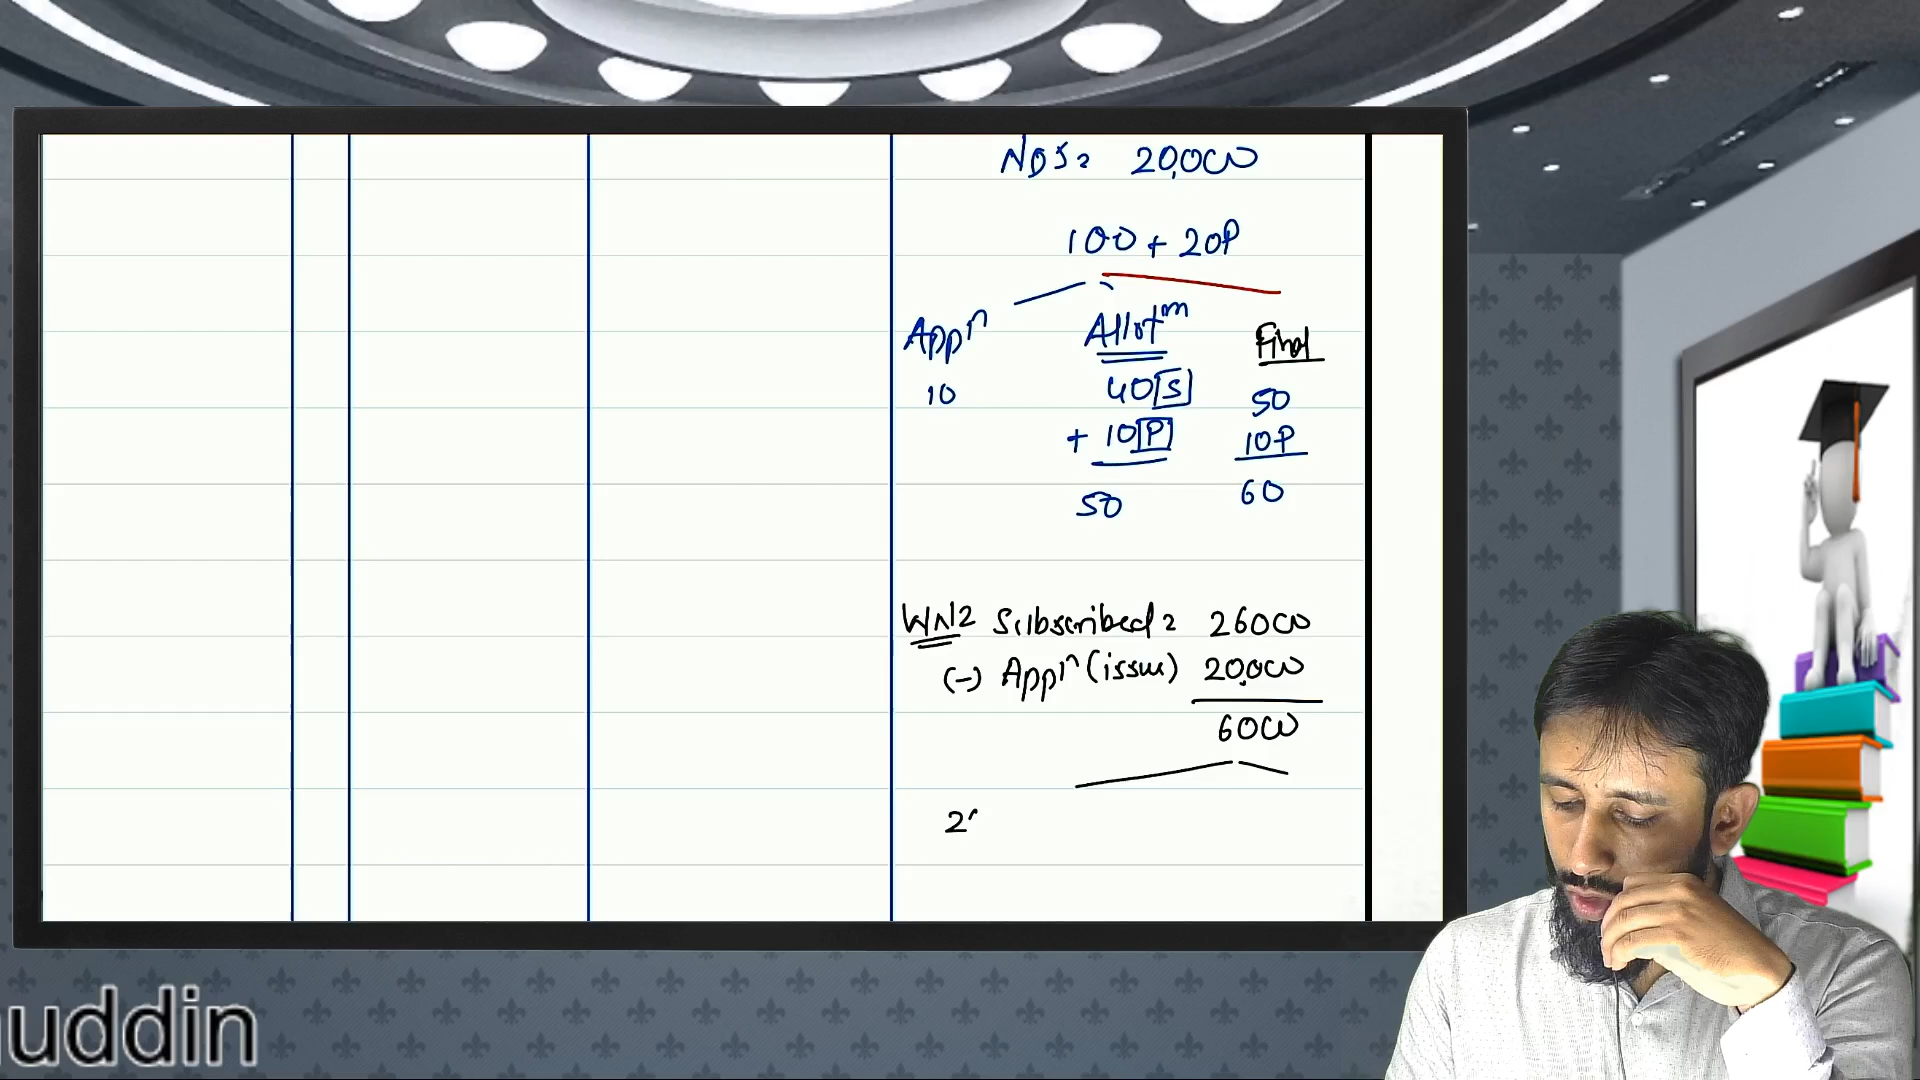 NOS = 20,000
100 + 20P
Appⁿ Allotᵐ Final
10 40[S] 50
+ 10[P] 10P
50 60
WN2 Subscribed = 26000
(-) Appⁿ (issue) 20,000
6000
2
uddin